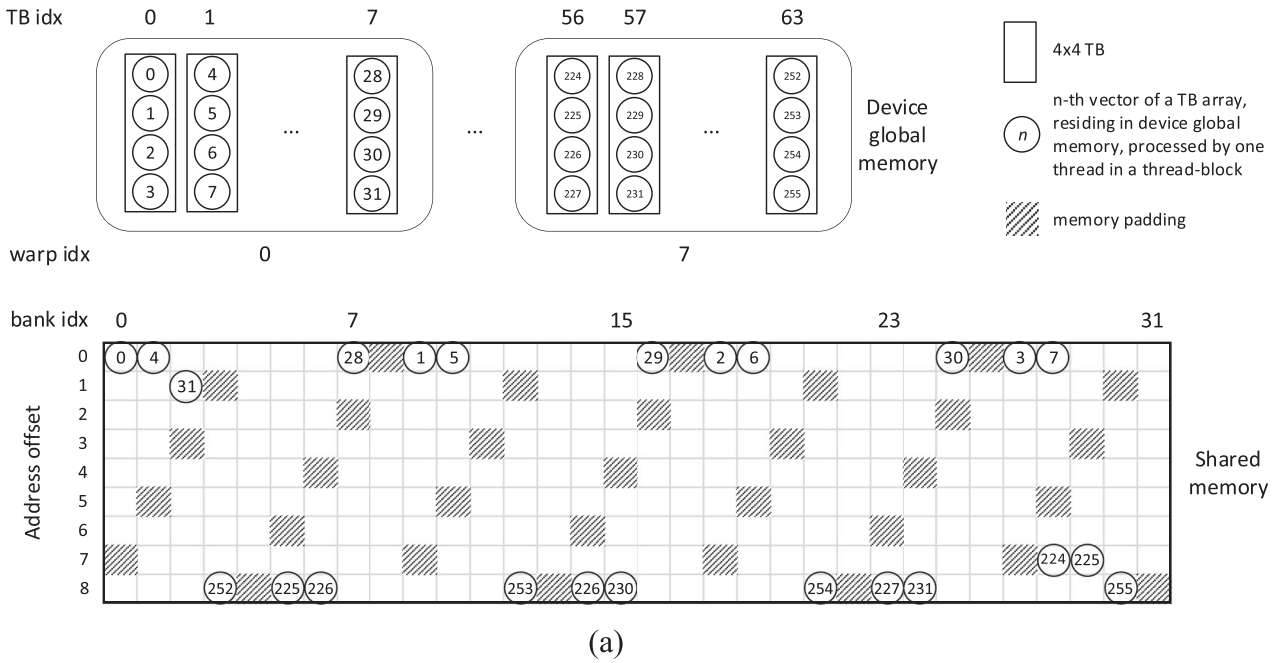 TB idx 0 1 7 56 57 63
0 4 28 224 228 252
1 5 29 225 229 253
2 6 30 226 230 254
3 7 31 227 231 255
... ... ...
Device
global
memory
4x4 TB
n-th vector of a TB array,
residing in device global
memory, processed by one
thread in a thread-block
n
memory padding
warp idx 0 7
bank idx 0 7 15 23 31
0 0 4 28 1 5 29 2 6 30 3 7
1 31
2
3
4
5
6
7 224 225
8 252 225 226 253 226 230 254 227 231 255
Address offset
Shared
memory
(a)